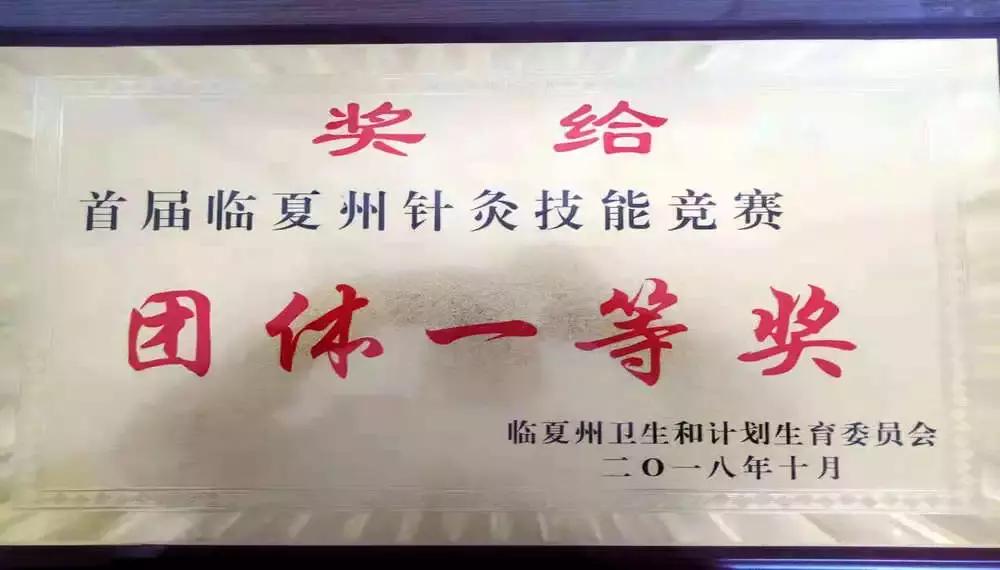 奖给
首届临夏州针灸技能竞赛
团体一等奖
临夏州卫生和计划生育委员会
二〇一八年十月